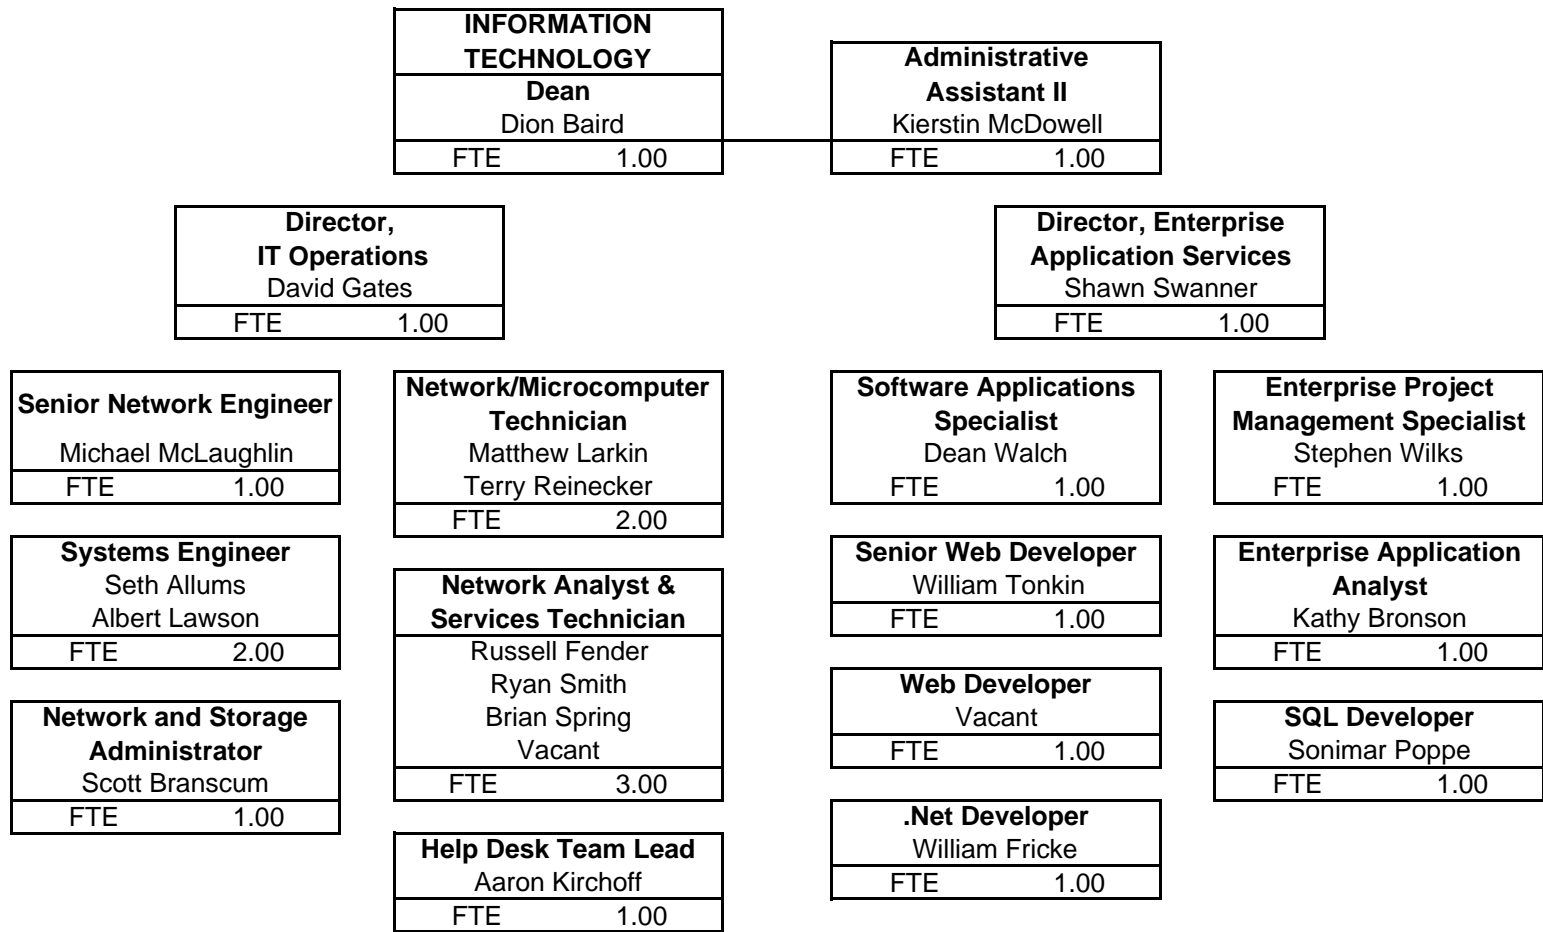 INFORMATION
TECHNOLOGY
Dean
Dion Baird
FTE 1.00
Administrative
Assistant II
Kierstin McDowell
FTE 1.00
Director,
IT Operations
David Gates
FTE 1.00
Director, Enterprise
Application Services
Shawn Swanner
FTE 1.00
Senior Network Engineer
Michael McLaughlin
FTE 1.00
Systems Engineer
Seth Allums
Albert Lawson
FTE 2.00
Network and Storage
Administrator
Scott Branscum
FTE 1.00
Network/Microcomputer
Technician
Matthew Larkin
Terry Reinecker
FTE 2.00
Network Analyst &
Services Technician
Russell Fender
Ryan Smith
Brian Spring
Vacant
FTE 3.00
Help Desk Team Lead
Aaron Kirchoff
FTE 1.00
Software Applications
Specialist
Dean Walch
FTE 1.00
Senior Web Developer
William Tonkin
FTE 1.00
Web Developer
Vacant
FTE 1.00
.Net Developer
William Fricke
FTE 1.00
Enterprise Project
Management Specialist
Stephen Wilks
FTE 1.00
Enterprise Application
Analyst
Kathy Bronson
FTE 1.00
SQL Developer
Sonimar Poppe
FTE 1.00